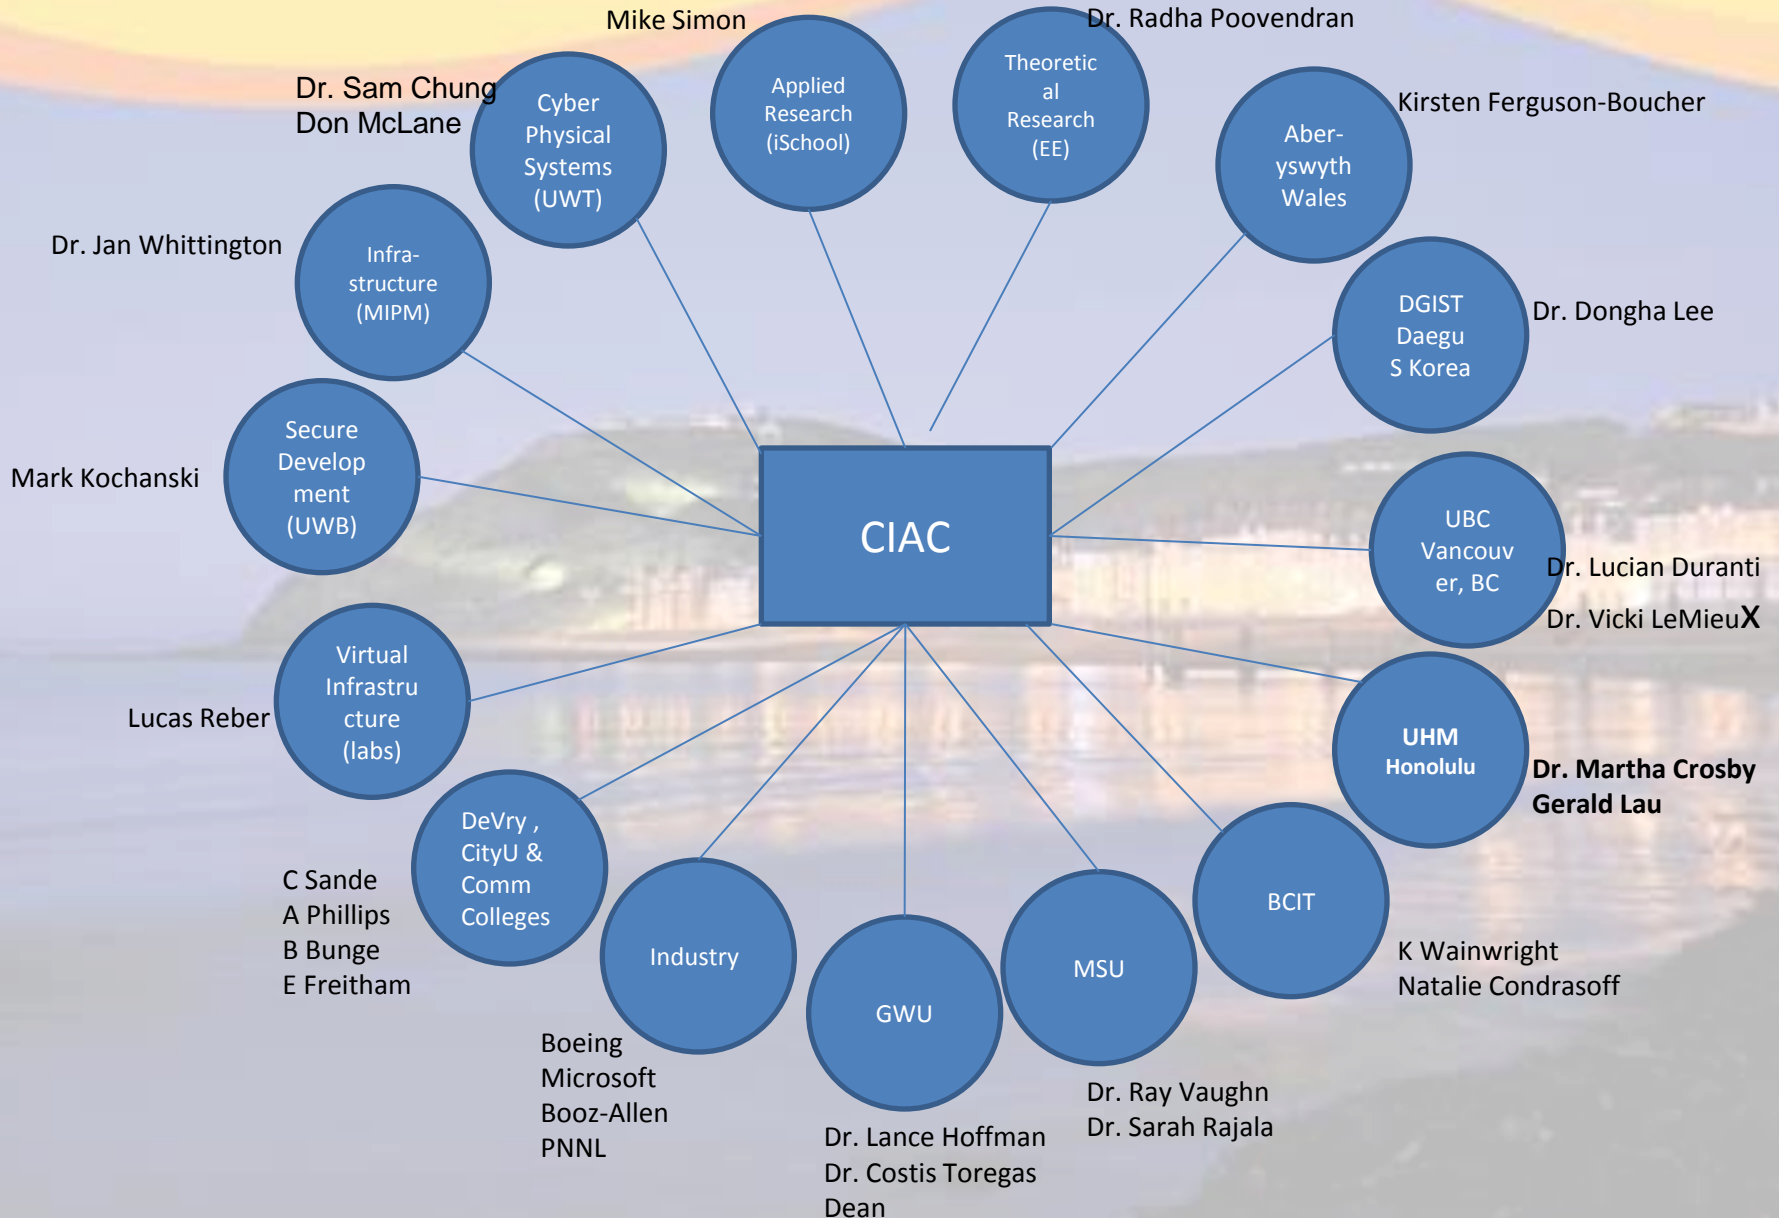 Mike Simon
Dr. Radha Poovendran
Dr. Sam Chung
Don McLane
Cyber
Physical
Systems
(UWT)
Applied
Research
(iSchool)
Theoretic
al
Research
(EE)
Kirsten Ferguson-Boucher
Aber-
yswyth
Wales
Dr. Jan Whittington
Infra-
structure
(MIPM)
DGIST
Daegu
S Korea
Dr. Dongha Lee
Mark Kochanski
Secure
Develop
ment
(UWB)
CIAC
UBC
Vancouv
er, BC
Dr. Lucian Duranti
Dr. Vicki LeMieuX
Lucas Reber
Virtual
Infrastru
cture
(labs)
UHM
Honolulu
Dr. Martha Crosby
Gerald Lau
DeVry ,
CityU &
Comm
Colleges
C Sande
A Phillips
B Bunge
E Freitham
Industry
Boeing
Microsoft
Booz-Allen
PNNL
GWU
Dr. Lance Hoffman
Dr. Costis Toregas
Dean
MSU
Dr. Ray Vaughn
Dr. Sarah Rajala
BCIT
K Wainwright
Natalie Condrasoff